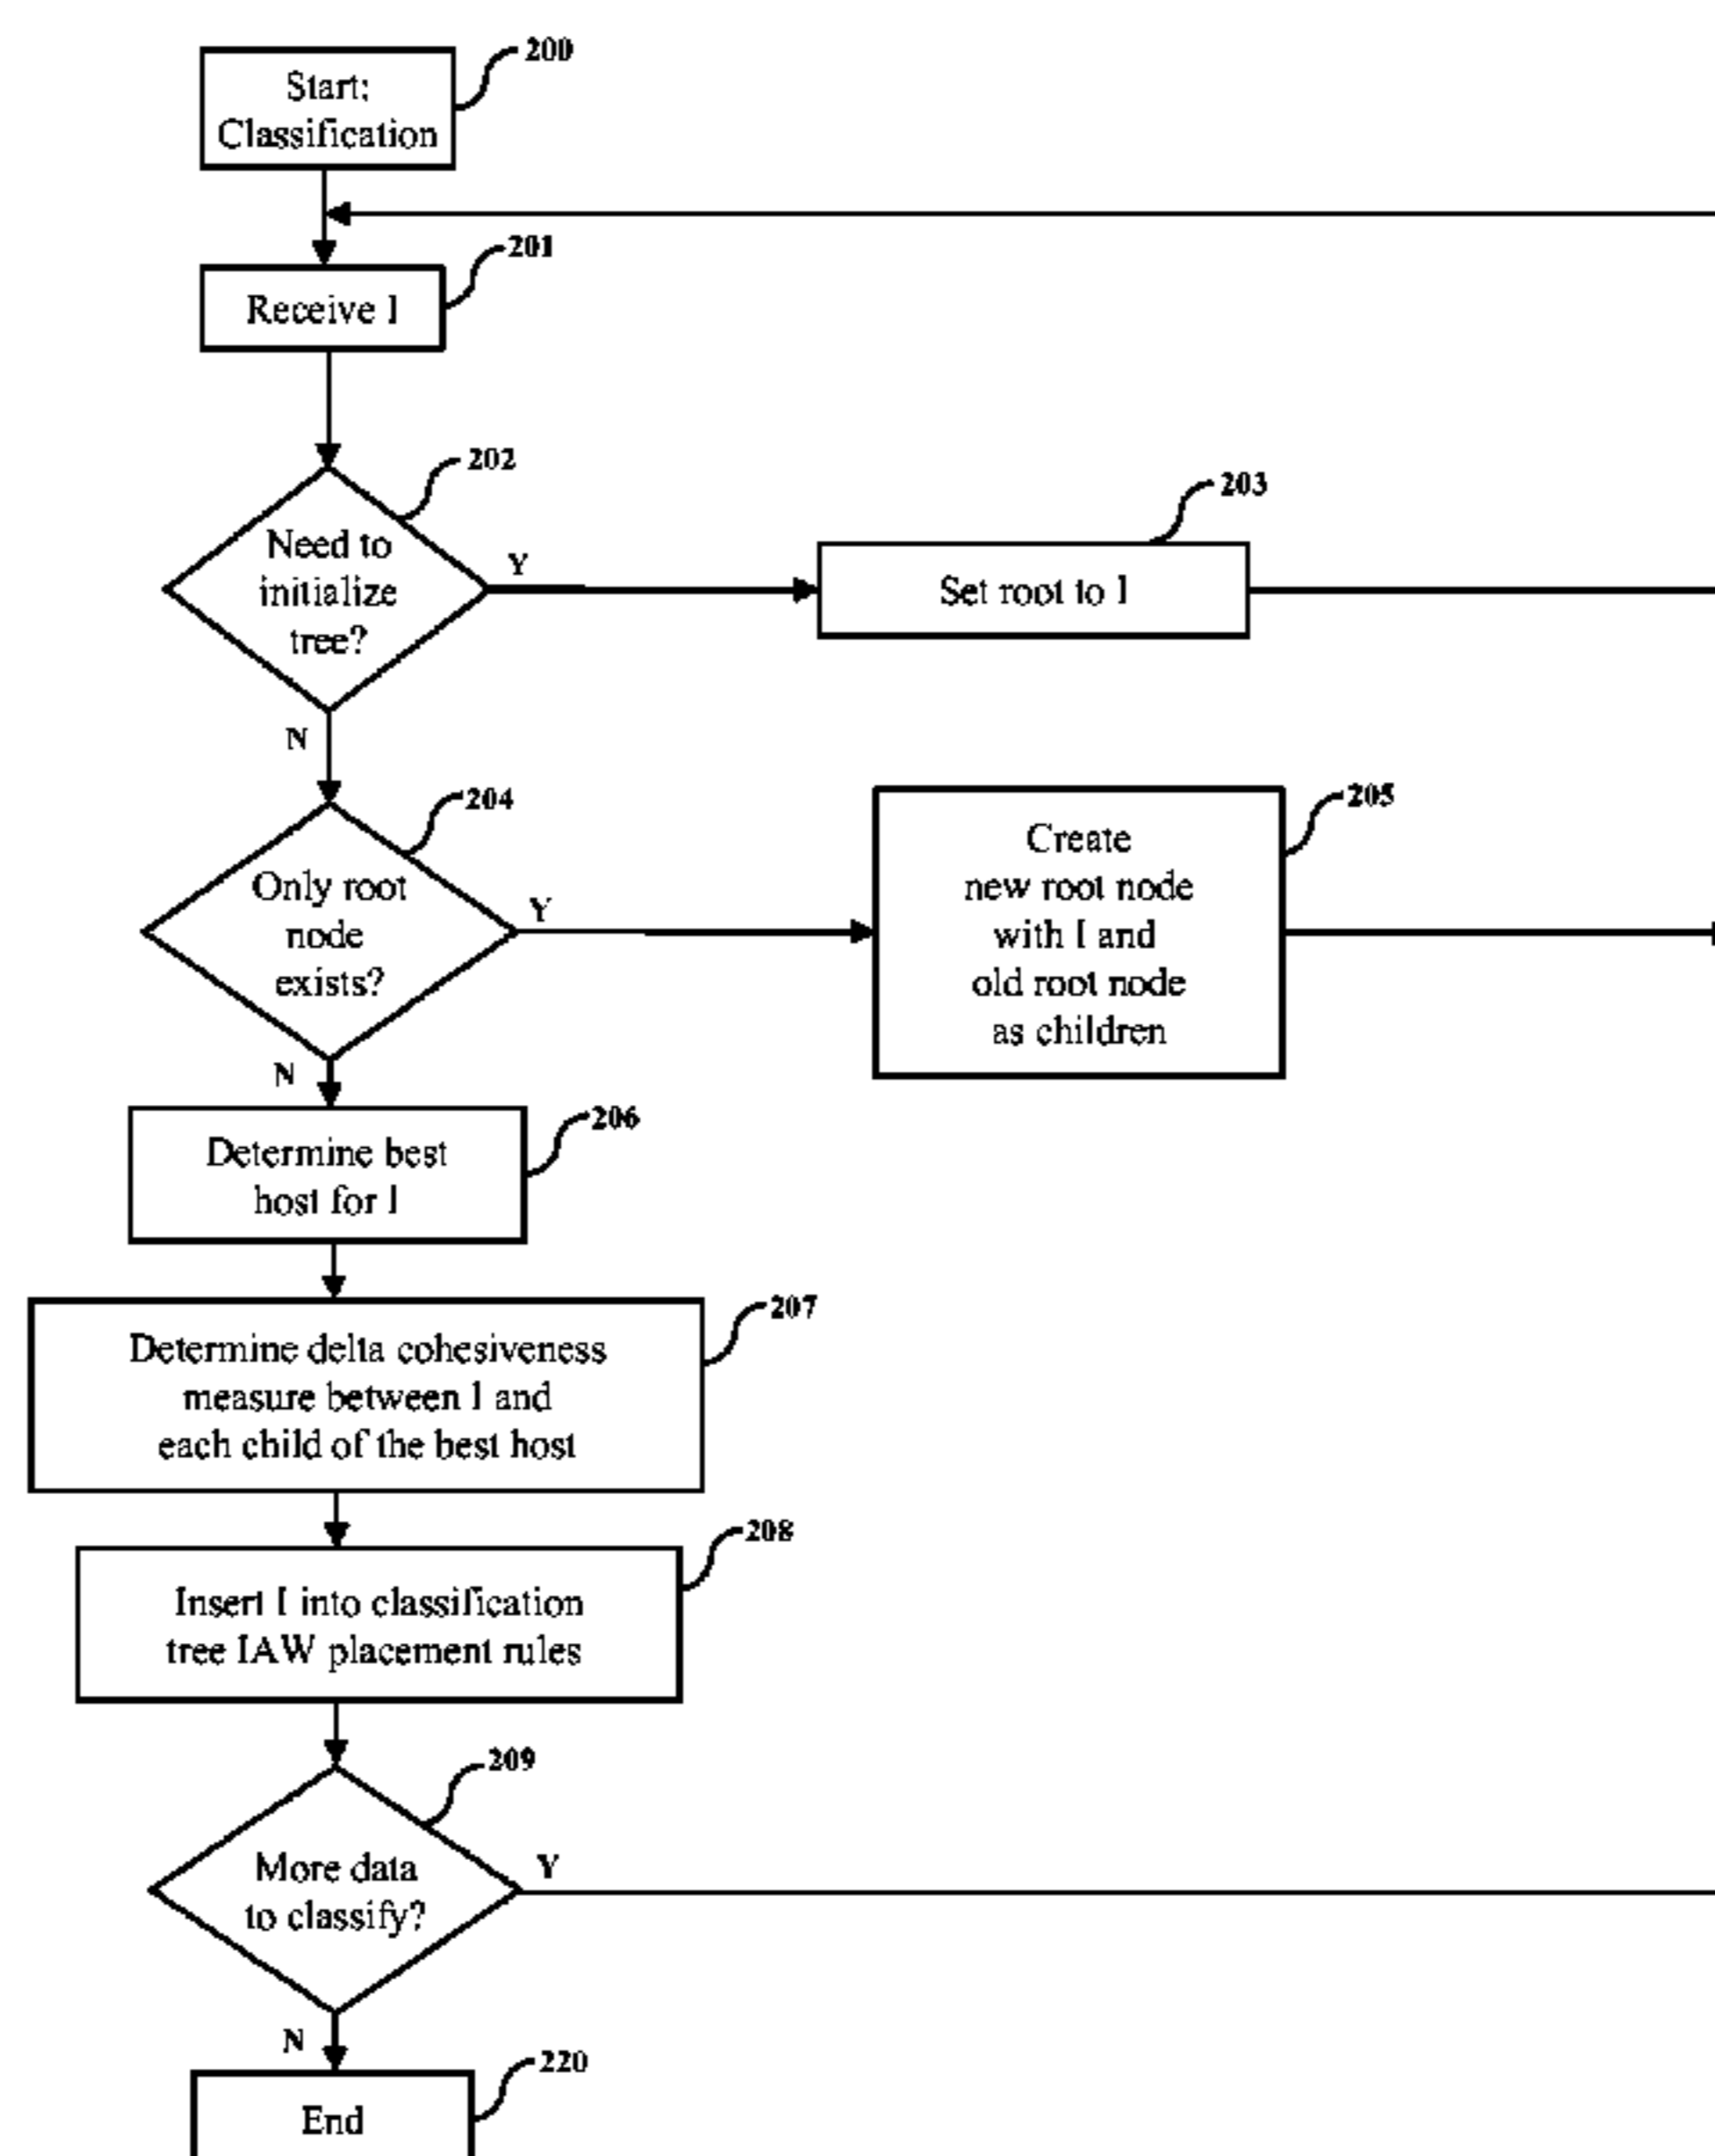 200
Start:
Classification
201
Receive I
202
Need to
initialize
tree?
Y
203
Set root to I
N
204
Only root
node
exists?
Y
205
Create
new root node
with I and
old root node
as children
N
206
Determine best
host for I
207
Determine delta cohesiveness
measure between I and
each child of the best host
208
Insert I into classification
tree IAW placement rules
209
More data
to classify?
Y
N
220
End